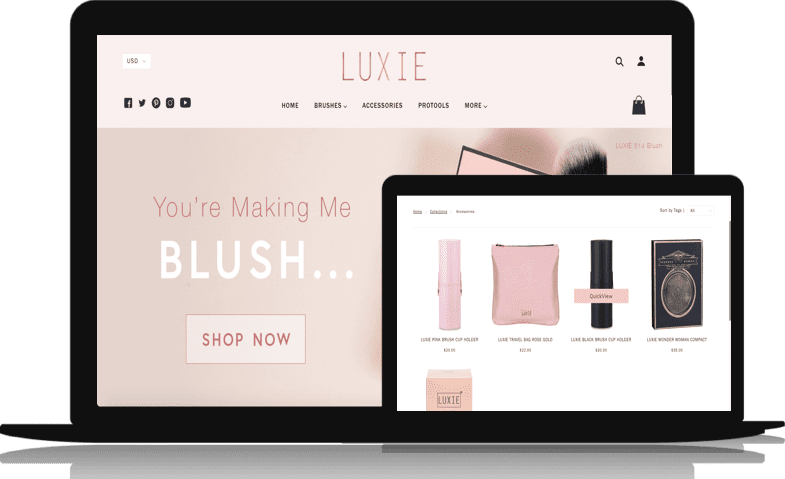 USD
LUXIE
HOME BRUSHES ACCESSORIES PROTOOLS MORE
LUXIE 514 Blush
You're Making Me
BLUSH...
SHOP NOW
Home Collections Accessories
Sort by Tags | All
QuickView
LUXIE
LUXIE PINK BRUSH CUP HOLDER
$20.00
LUXIE TRAVEL BAG ROSE GOLD
$22.00
LUXIE BLACK BRUSH CUP HOLDER
$20.00
LUXIE WONDER WOMAN COMPACT
LUXIE